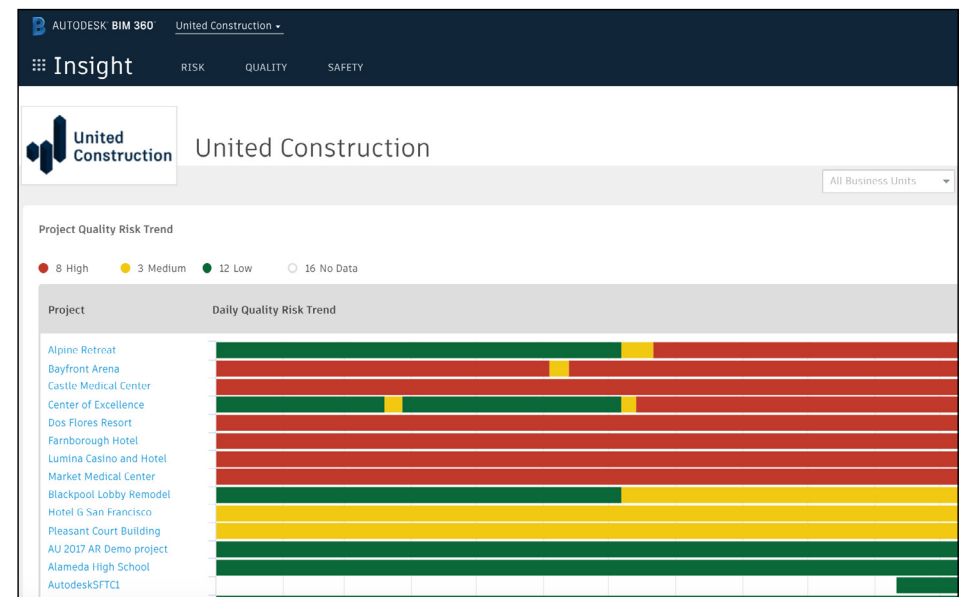 AUTODESK® BIM 360® United Construction
Insight RISK QUALITY SAFETY
United Construction
United Construction
All Business Units
Project Quality Risk Trend
8 High 3 Medium 12 Low 16 No Data
Project Daily Quality Risk Trend
Alpine Retreat
Bayfront Arena
Castle Medical Center
Center of Excellence
Dos Flores Resort
Farnborough Hotel
Lumina Casino and Hotel
Market Medical Center
Blackpool Lobby Remodel
Hotel G San Francisco
Pleasant Court Building
AU 2017 AR Demo project
Alameda High School
AutodeskSFTC1